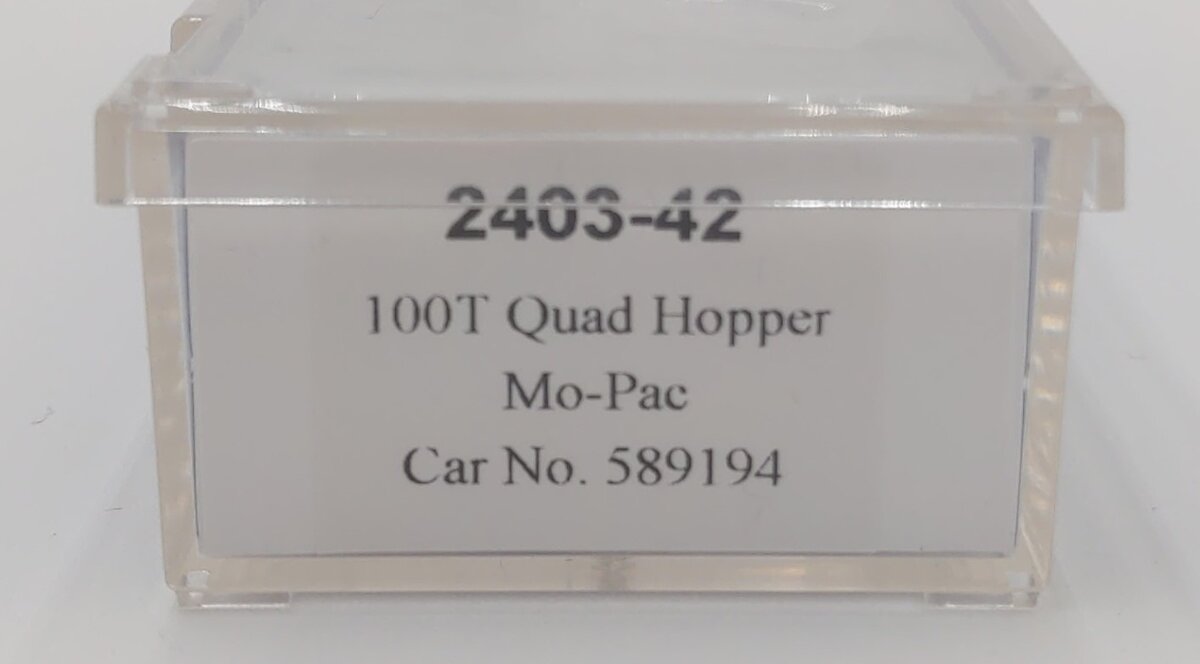 2403-42
100T Quad Hopper
Mo-Pac
Car No. 589194